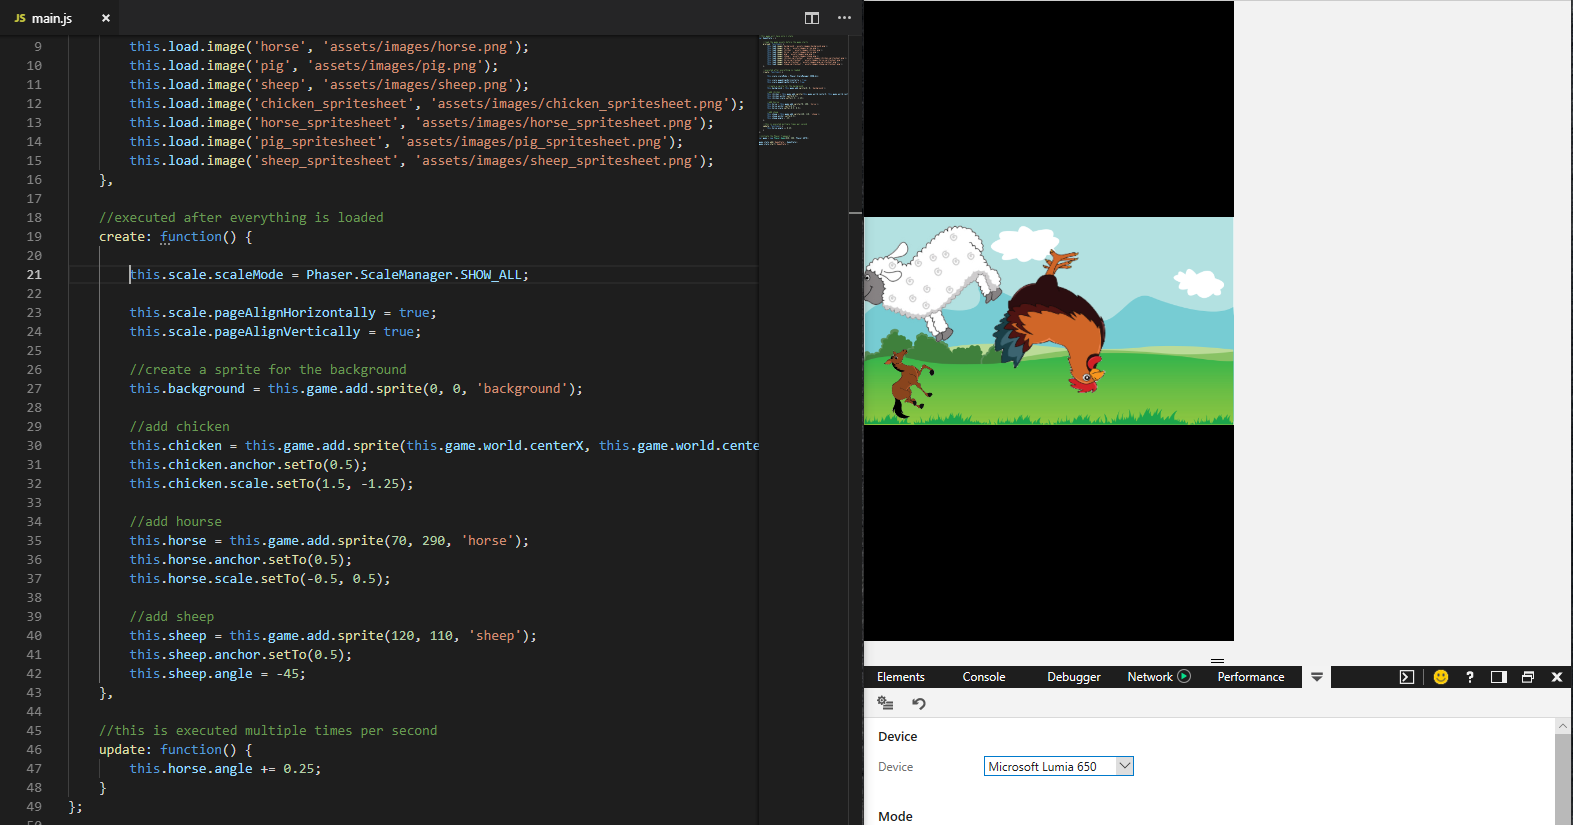 JS main.js × ···
9 this.load.image('horse', 'assets/images/horse.png');
10 this.load.image('pig', 'assets/images/pig.png');
11 this.load.image('sheep', 'assets/images/sheep.png');
12 this.load.image('chicken_spritesheet', 'assets/images/chicken_spritesheet.png');
13 this.load.image('horse_spritesheet', 'assets/images/horse_spritesheet.png');
14 this.load.image('pig_spritesheet', 'assets/images/pig_spritesheet.png');
15 this.load.image('sheep_spritesheet', 'assets/images/sheep_spritesheet.png');
16 },
17
18 //executed after everything is loaded
19 create: function() {
20
21 this.scale.scaleMode = Phaser.ScaleManager.SHOW_ALL;
22
23 this.scale.pageAlignHorizontally = true;
24 this.scale.pageAlignVertically = true;
25
26 //create a sprite for the background
27 this.background = this.game.add.sprite(0, 0, 'background');
28
29 //add chicken
30 this.chicken = this.game.add.sprite(this.game.world.centerX, this.game.world.cente
31 this.chicken.anchor.setTo(0.5);
32 this.chicken.scale.setTo(1.5, -1.25);
33
34 //add hourse
35 this.horse = this.game.add.sprite(70, 290, 'horse');
36 this.horse.anchor.setTo(0.5);
37 this.horse.scale.setTo(-0.5, 0.5);
38
39 //add sheep
40 this.sheep = this.game.add.sprite(120, 110, 'sheep');
41 this.sheep.anchor.setTo(0.5);
42 this.sheep.angle = -45;
43 },
44
45 //this is executed multiple times per second
46 update: function() {
47 this.horse.angle += 0.25;
48 }
49 };
Elements Console Debugger Network Performance ?
Device
Device Microsoft Lumia 650
Mode